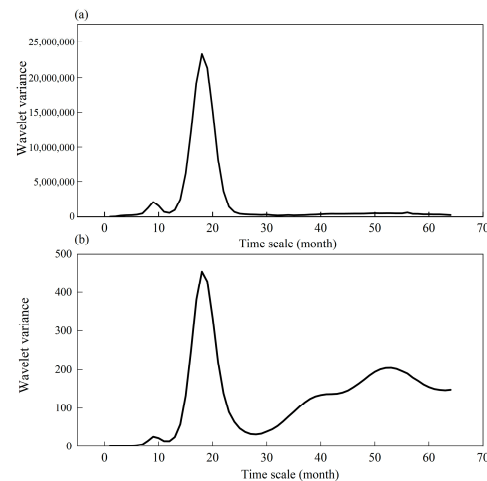 (a)
Wavelet variance
25,000,000
20,000,000
15,000,000
10,000,000
5,000,000
0
0 10 20 30 40 50 60 70
Time scale (month)
(b)
Wavelet variance
500
400
300
200
100
0
0 10 20 30 40 50 60 70
Time scale (month)